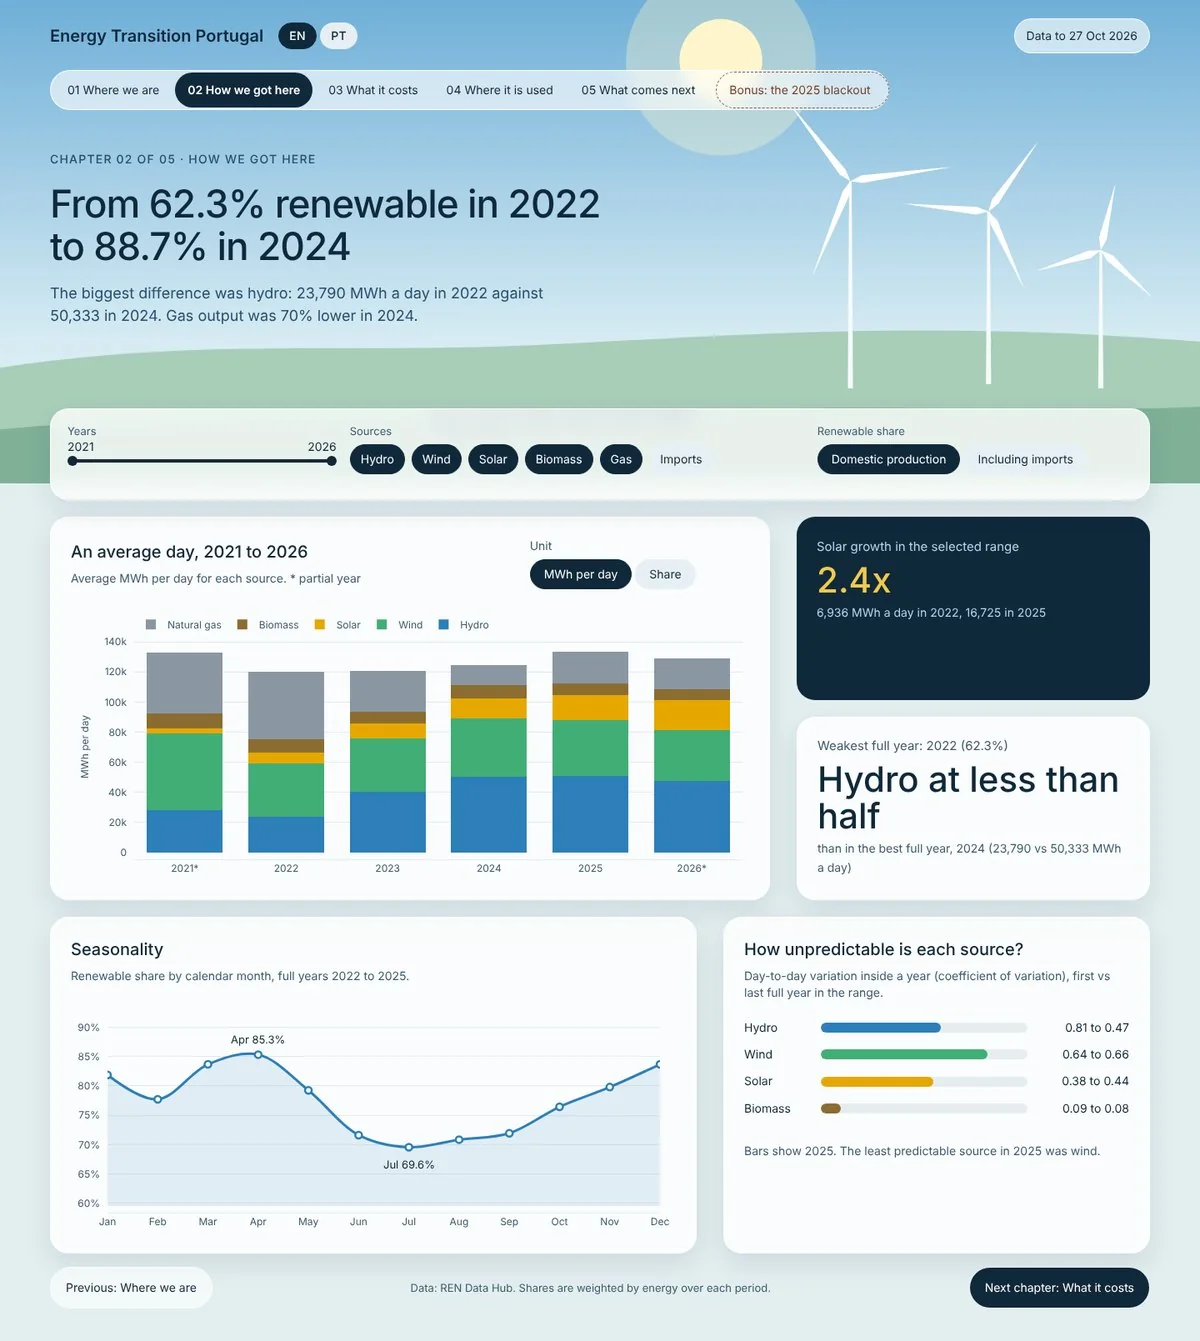 Energy Transition Portugal
EN
PT
Data to 27 Oct 2026
01 Where we are
02 How we got here
03 What it costs
04 Where it is used
05 What comes next
Bonus: the 2025 blackout
CHAPTER 02 OF 05 · HOW WE GOT HERE
From 62.3% renewable in 2022
to 88.7% in 2024
The biggest difference was hydro: 23,790 MWh a day in 2022 against
50,333 in 2024. Gas output was 70% lower in 2024.
Years
2021
2026
Sources
Hydro
Wind
Solar
Biomass
Gas
Imports
Renewable share
Domestic production
Including imports
An average day, 2021 to 2026
Average MWh per day for each source. * partial year
Unit
MWh per day
Share
Natural gas
Biomass
Solar
Wind
Hydro
MWh per day
140k
120k
100k
80k
60k
40k
20k
0
2021*
2022
2023
2024
2025
2026*
Solar growth in the selected range
2.4x
6,936 MWh a day in 2022, 16,725 in 2025
Weakest full year: 2022 (62.3%)
Hydro at less than
half
than in the best full year, 2024 (23,790 vs 50,333 MWh
a day)
Seasonality
Renewable share by calendar month, full years 2022 to 2025.
90%
85%
80%
75%
70%
65%
60%
Apr 85.3%
Jul 69.6%
Jan
Feb
Mar
Apr
May
Jun
Jul
Aug
Sep
Oct
Nov
Dec
How unpredictable is each source?
Day-to-day variation inside a year (coefficient of variation), first vs
last full year in the range.
Hydro
0.81 to 0.47
Wind
0.64 to 0.66
Solar
0.38 to 0.44
Biomass
0.09 to 0.08
Bars show 2025. The least predictable source in 2025 was wind.
Previous: Where we are
Data: REN Data Hub. Shares are weighted by energy over each period.
Next chapter: What it costs